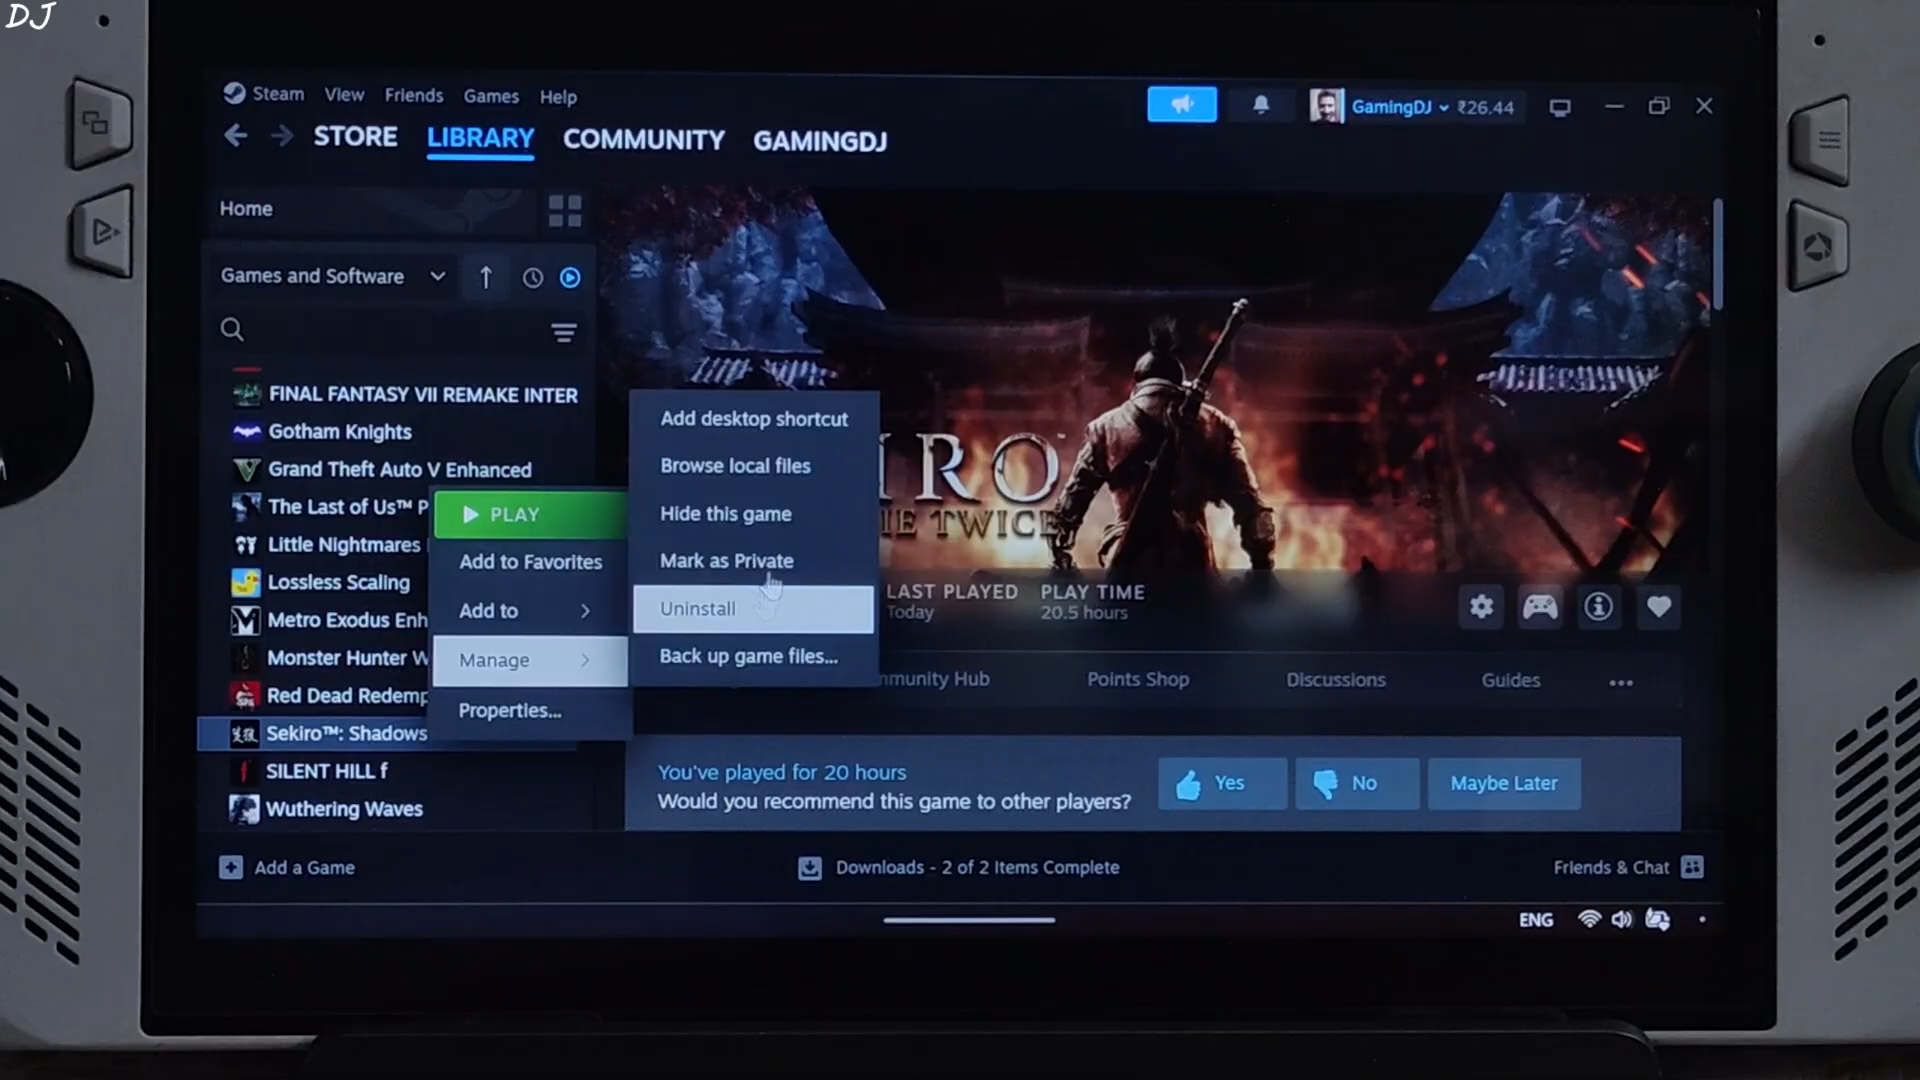 DJ
Steam View Friends Games Help
GamingDJ ₹26.44
STORE LIBRARY COMMUNITY GAMINGDJ
Home
Games and Software
FINAL FANTASY VII REMAKE INTER
Gotham Knights
Grand Theft Auto V Enhanced
The Last of Us™ P
Little Nightmares
Lossless Scaling
Metro Exodus Enh
Monster Hunter W
Red Dead Redemp
Sekiro™: Shadows
SILENT HILL f
Wuthering Waves
PLAY
Add to Favorites
Add to
Manage
Properties...
Add desktop shortcut
Browse local files
Hide this game
Mark as Private
Uninstall
Back up game files...
IRO™
IE TWICE
LAST PLAYED
Today
PLAY TIME
20.5 hours
mmunity Hub
Points Shop
Discussions
Guides
You've played for 20 hours
Would you recommend this game to other players?
Yes
No
Maybe Later
Add a Game
Downloads - 2 of 2 Items Complete
Friends & Chat
ENG